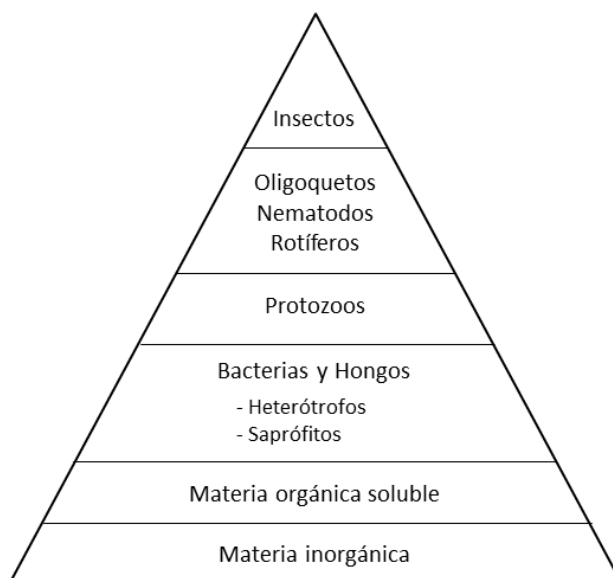 Insectos
Oligoquetos
Nematodos
Rotíferos
Protozoos
Bacterias y Hongos
- Heterótrofos
- Saprófitos
Materia orgánica soluble
Materia inorgánica